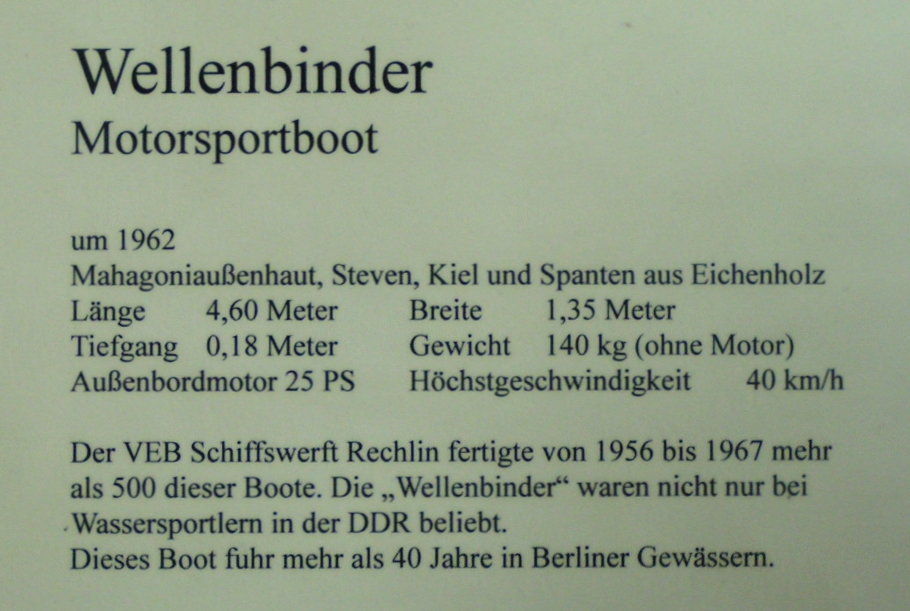 Wellenbinder
Motorsportboot
um 1962
Mahagoniaußenhaut, Steven, Kiel und Spanten aus Eichenholz
Länge 4,60 Meter Breite 1,35 Meter
Tiefgang 0,18 Meter Gewicht 140 kg (ohne Motor)
Außenbordmotor 25 PS Höchstgeschwindigkeit 40 km/h
Der VEB Schiffswerft Rechlin fertigte von 1956 bis 1967 mehr
als 500 dieser Boote. Die „Wellenbinder“ waren nicht nur bei
Wassersportlern in der DDR beliebt.
Dieses Boot fuhr mehr als 40 Jahre in Berliner Gewässern.